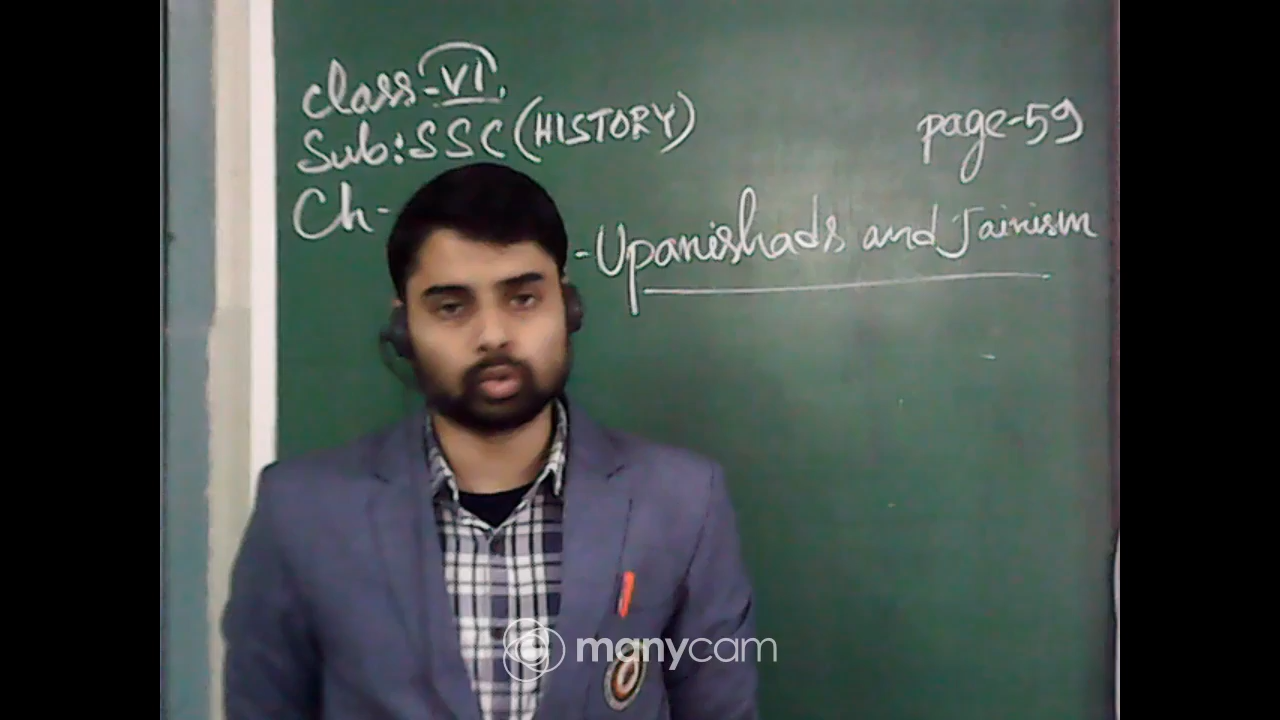 Class-VI.
Sub: SSC (HISTORY)
page-59
Ch-
- Upanishads and Jainism
manycam